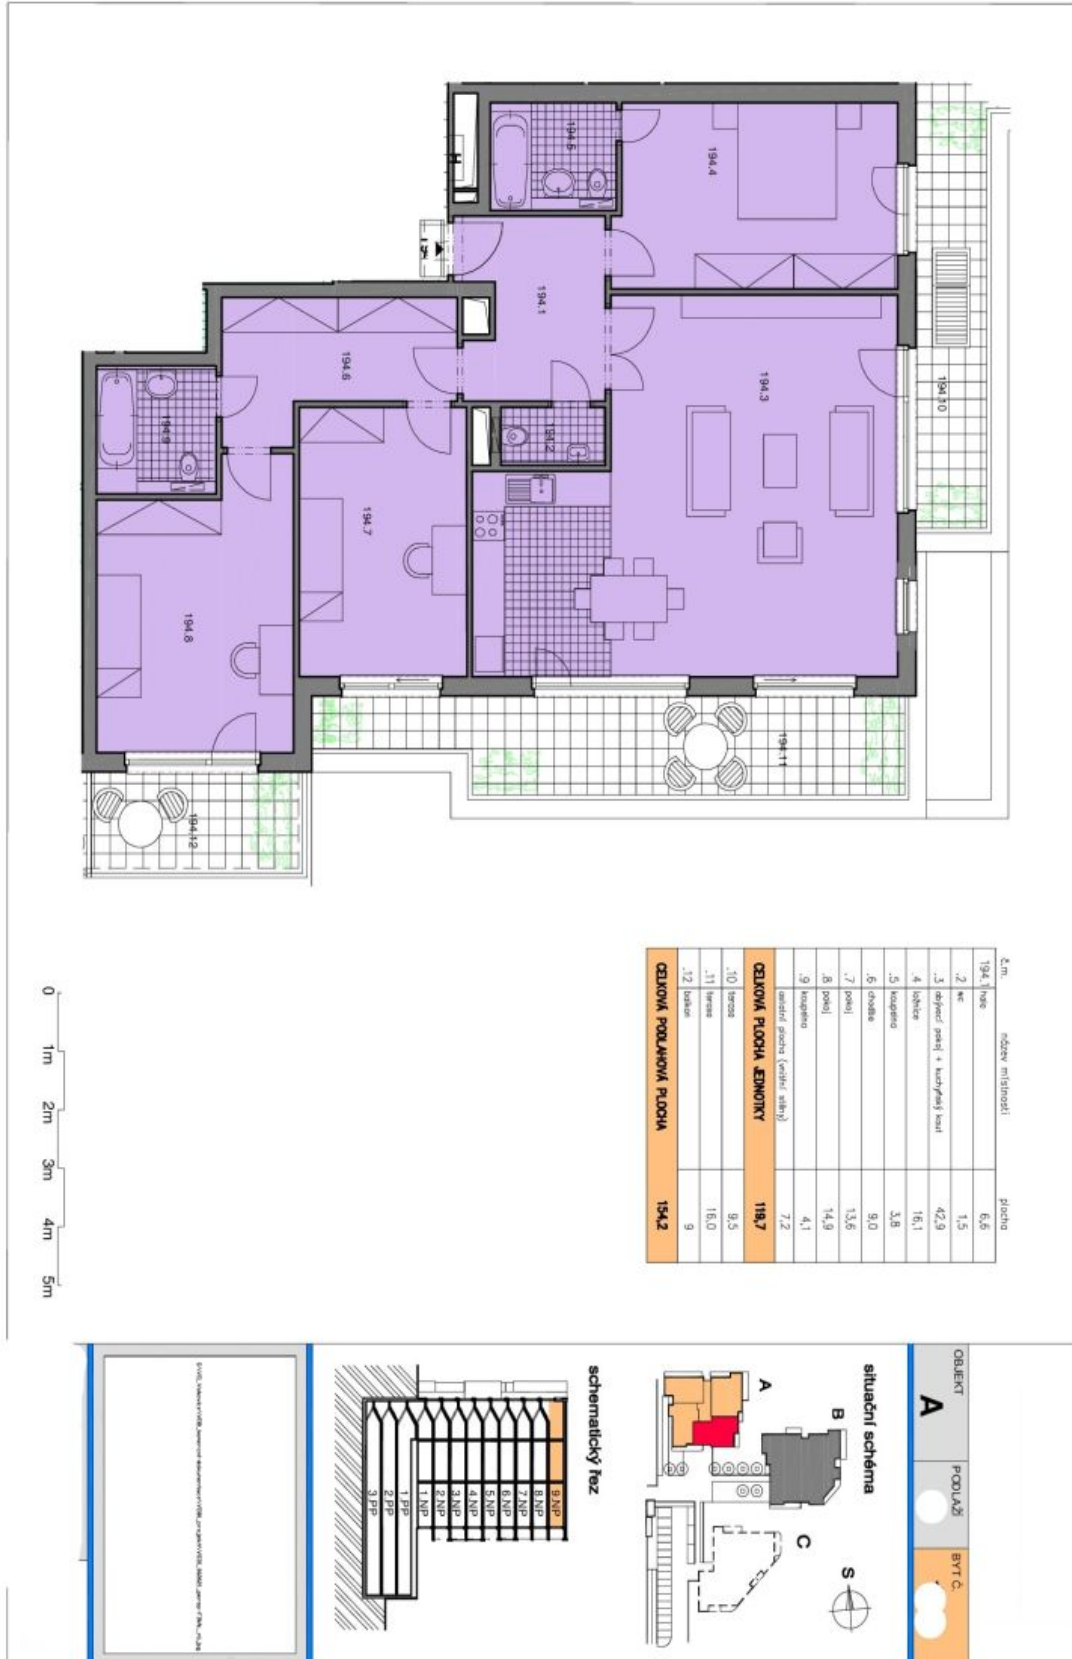 194.1
194.2
194.3
194.4
194.5
194.6
194.7
194.8
194.9
194.10
194.11
194.12
č.m. název místnosti plocha
194.1 hala 6,6
.2 wc 1,5
.3 obývací pokoj + kuchyňský kout 42,9
.4 ložnice 16,1
.5 koupelna 3,8
.6 chodba 9,0
.7 pokoj 13,6
.8 pokoj 14,9
.9 koupelna 4,1
ostatní plocha (vnitřní stěny) 7,2
CELKOVÁ PLOCHA JEDNOTKY 119,7
.10 terasa 9,5
.11 terasa 16,0
.12 balkon 9
CELKOVÁ PODLAHOVÁ PLOCHA 154,2
0 1m 2m 3m 4m 5m
OBJEKT PODLAŽÍ BYT Č.
A
situační schéma
A B C S
schematický řez
9.NP
8.NP
7.NP
6.NP
5.NP
4.NP
3.NP
2.NP
1.NP
1.PP
2.PP
3.PP